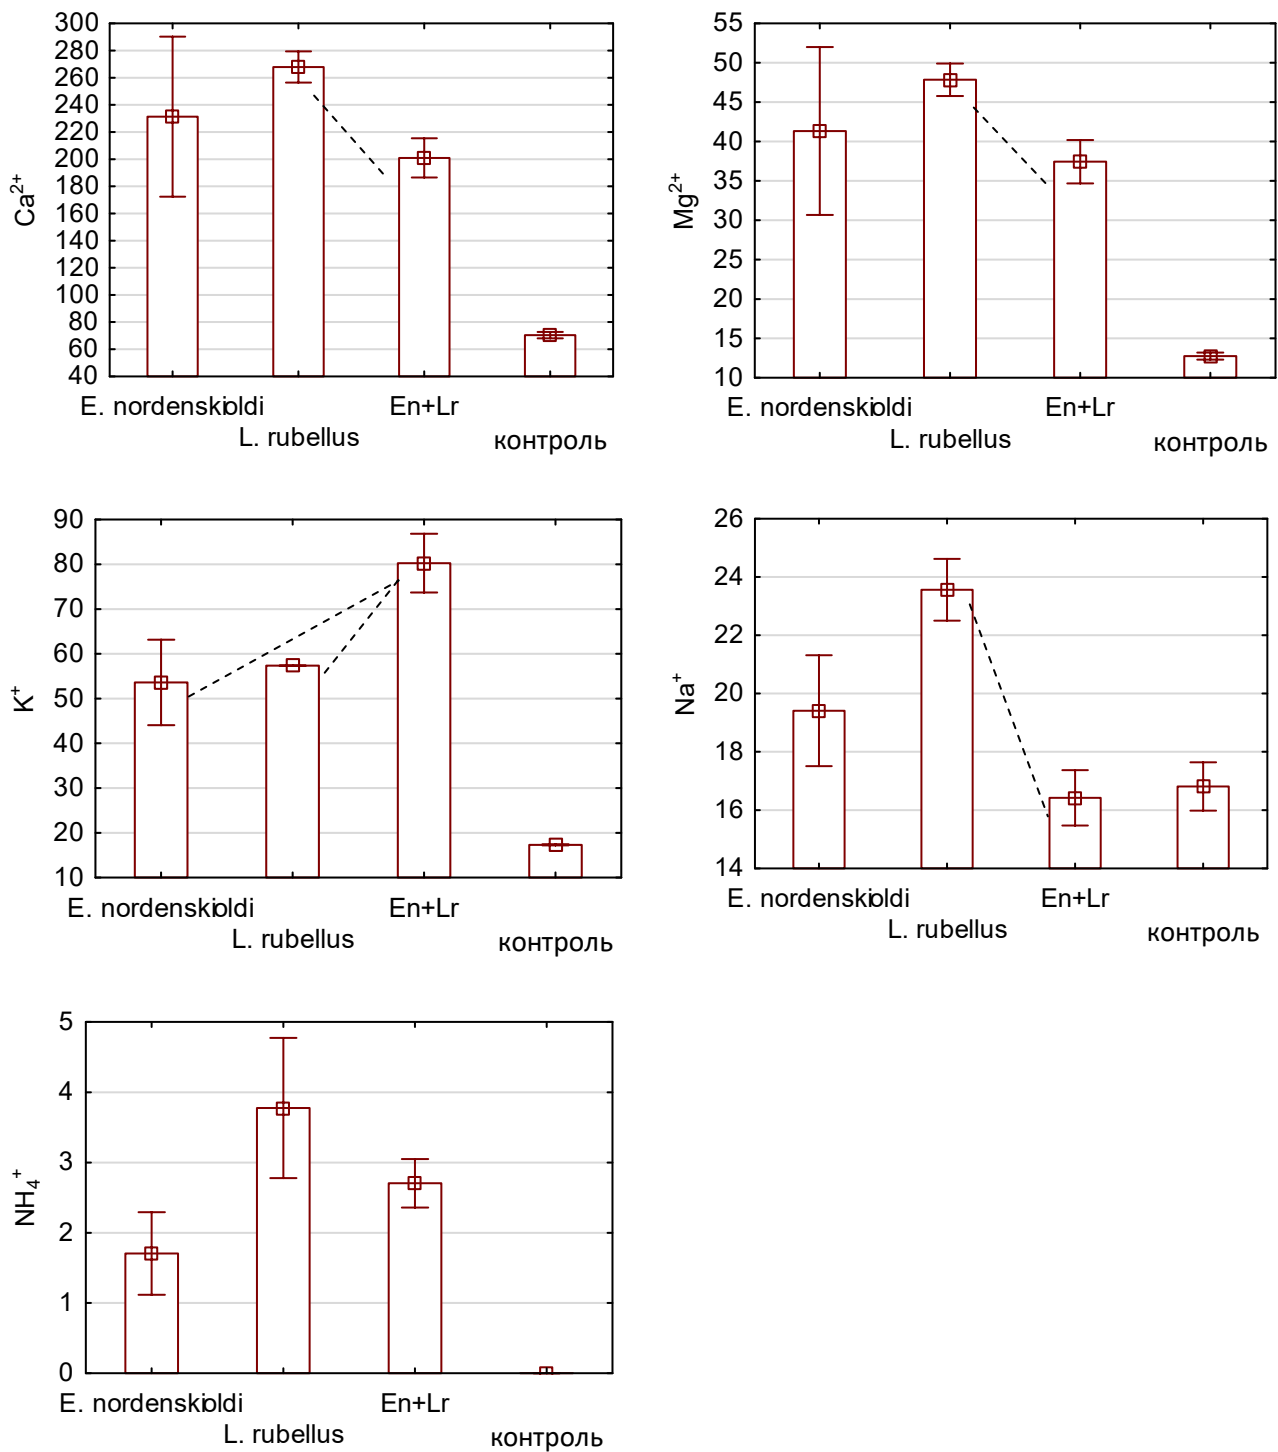 300
280
260
240
220
200
180
160
140
120
100
80
60
40
Ca2+
E. nordenskioldi
L. rubellus
En+Lr
контроль
55
50
45
40
35
30
25
20
15
10
Mg2+
E. nordenskioldi
L. rubellus
En+Lr
контроль
90
80
70
60
50
40
30
20
10
K+
E. nordenskioldi
L. rubellus
En+Lr
контроль
26
24
22
20
18
16
14
Na+
E. nordenskioldi
L. rubellus
En+Lr
контроль
5
4
3
2
1
0
NH4+
E. nordenskioldi
L. rubellus
En+Lr
контроль